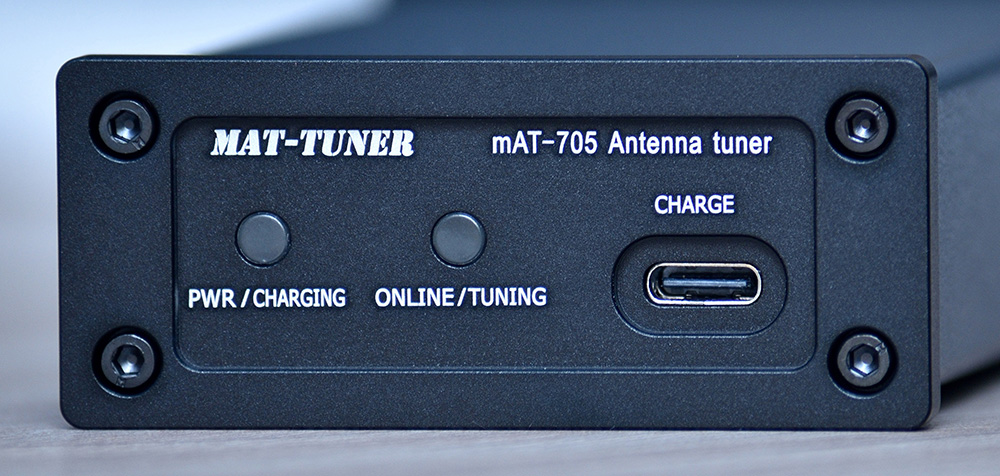 MAT-TUNER
mAT-705 Antenna tuner
CHARGE
PWR/CHARGING
ONLINE/TUNING